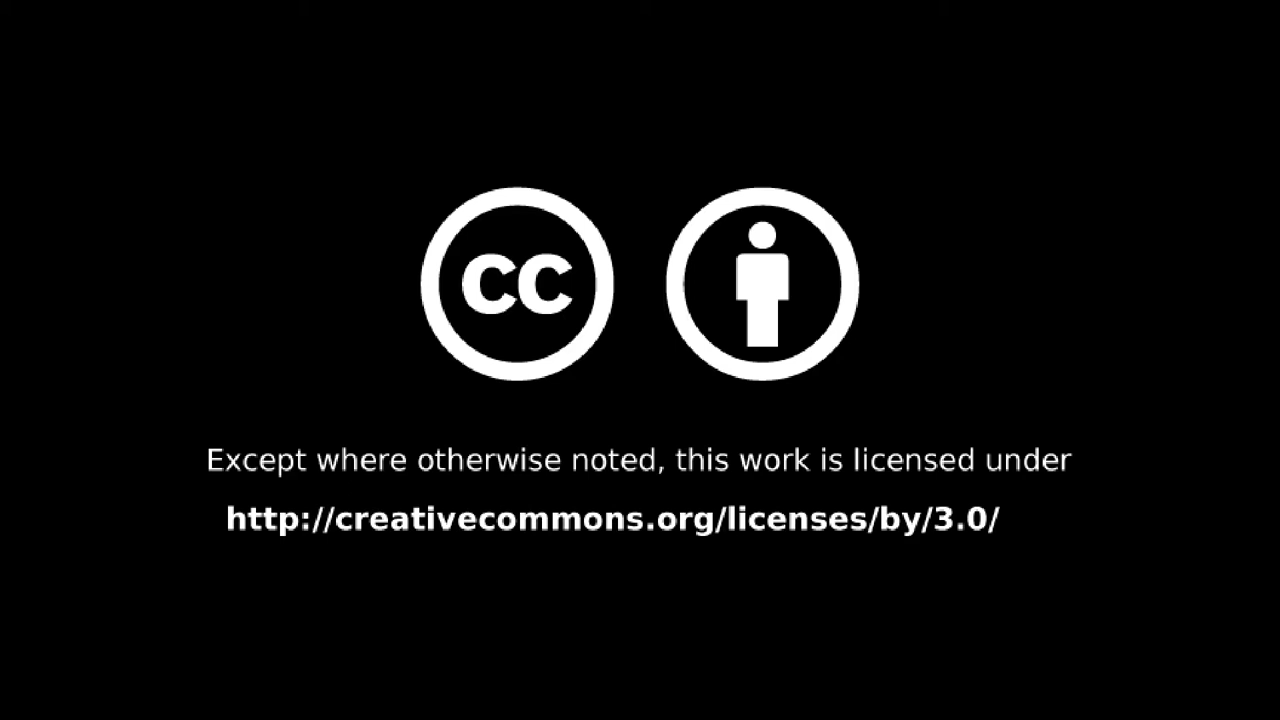 cc
Except where otherwise noted, this work is licensed under
http://creativecommons.org/licenses/by/3.0/